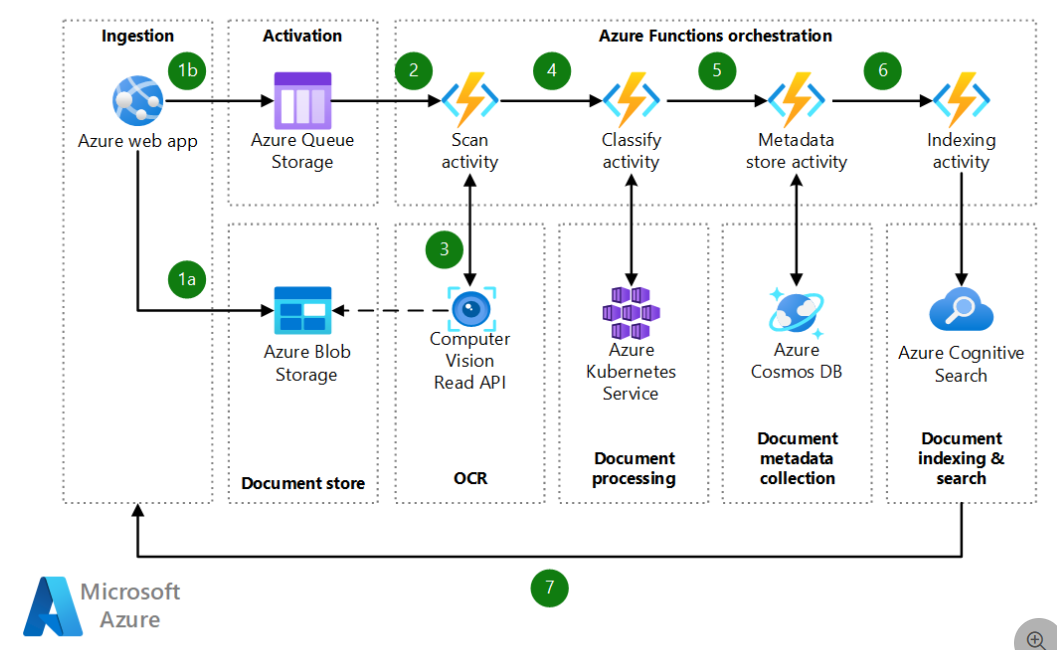 Ingestion
Activation
Azure Functions orchestration
1b
2
4
5
6
Azure web app
Azure Queue
Storage
Scan
activity
Classify
activity
Metadata
store activity
Indexing
activity
3
1a
Azure Blob
Storage
Computer
Vision
Read API
Azure
Kubernetes
Service
Azure
Cosmos DB
Azure Cognitive
Search
Document store
OCR
Document
processing
Document
metadata
collection
Document
indexing &
search
7
Microsoft
Azure